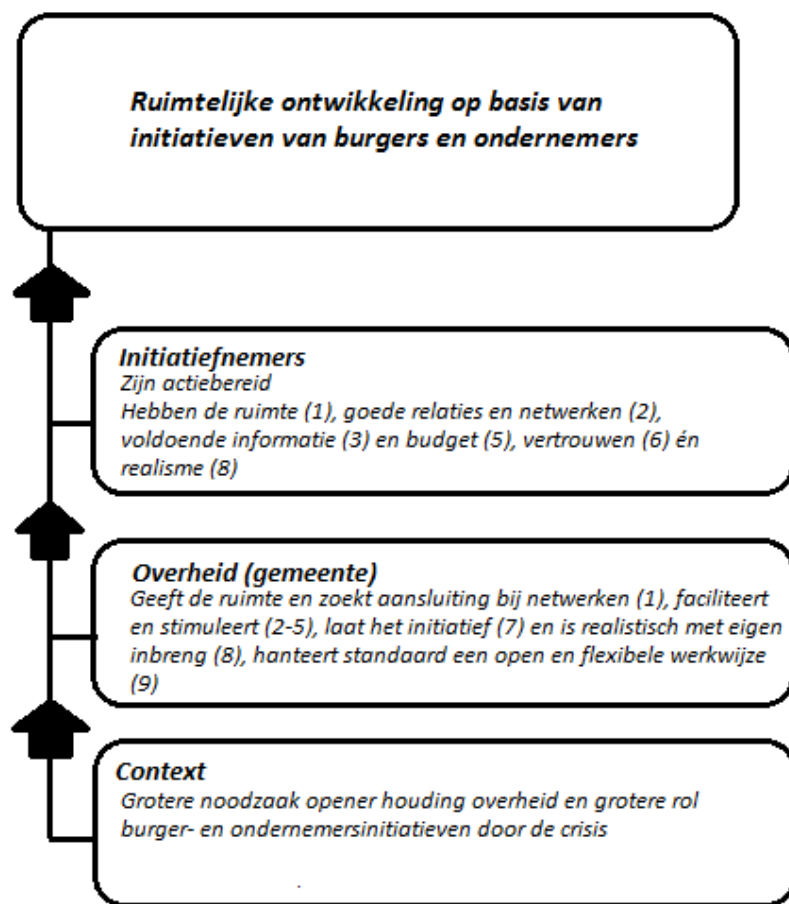 Ruimtelijke ontwikkeling op basis van
initiatieven van burgers en ondernemers
Initiatiefnemers
Zijn actiebereid
Hebben de ruimte (1), goede relaties en netwerken (2),
voldoende informatie (3) en budget (5), vertrouwen (6) én
realisme (8)
Overheid (gemeente)
Geeft de ruimte en zoekt aansluiting bij netwerken (1), faciliteert
en stimuleert (2-5), laat het initiatief (7) en is realistisch met eigen
inbreng (8), hanteert standaard een open en flexibele werkwijze
(9)
Context
Grotere noodzaak opener houding overheid en grotere rol
burger- en ondernemersinitiatieven door de crisis